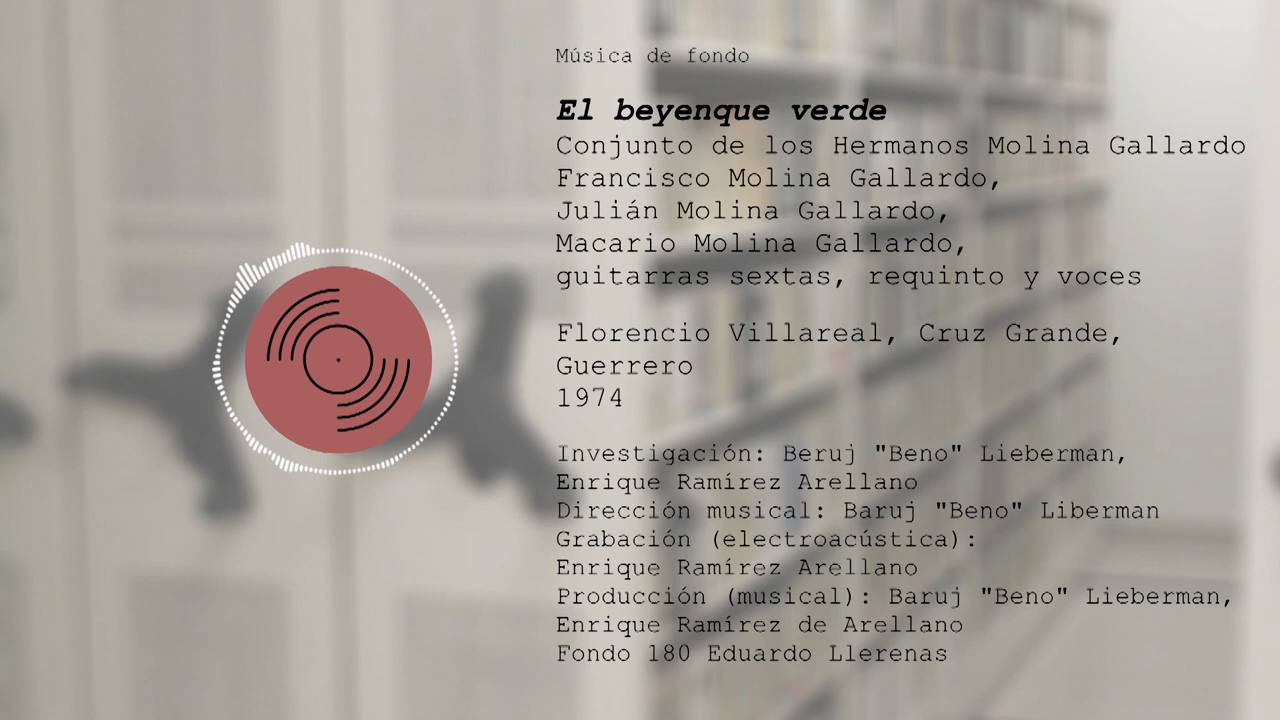 Música de fondo
El beyenque verde
Conjunto de los Hermanos Molina Gallardo
Francisco Molina Gallardo,
Julián Molina Gallardo,
Macario Molina Gallardo,
guitarras sextas, requinto y voces
Florencio Villareal, Cruz Grande,
Guerrero
1974
Investigación: Beruj "Beno" Lieberman,
Enrique Ramírez Arellano
Dirección musical: Baruj "Beno" Liberman
Grabación (electroacústica):
Enrique Ramírez Arellano
Producción (musical): Baruj "Beno" Lieberman,
Enrique Ramírez de Arellano
Fondo 180 Eduardo Llerenas